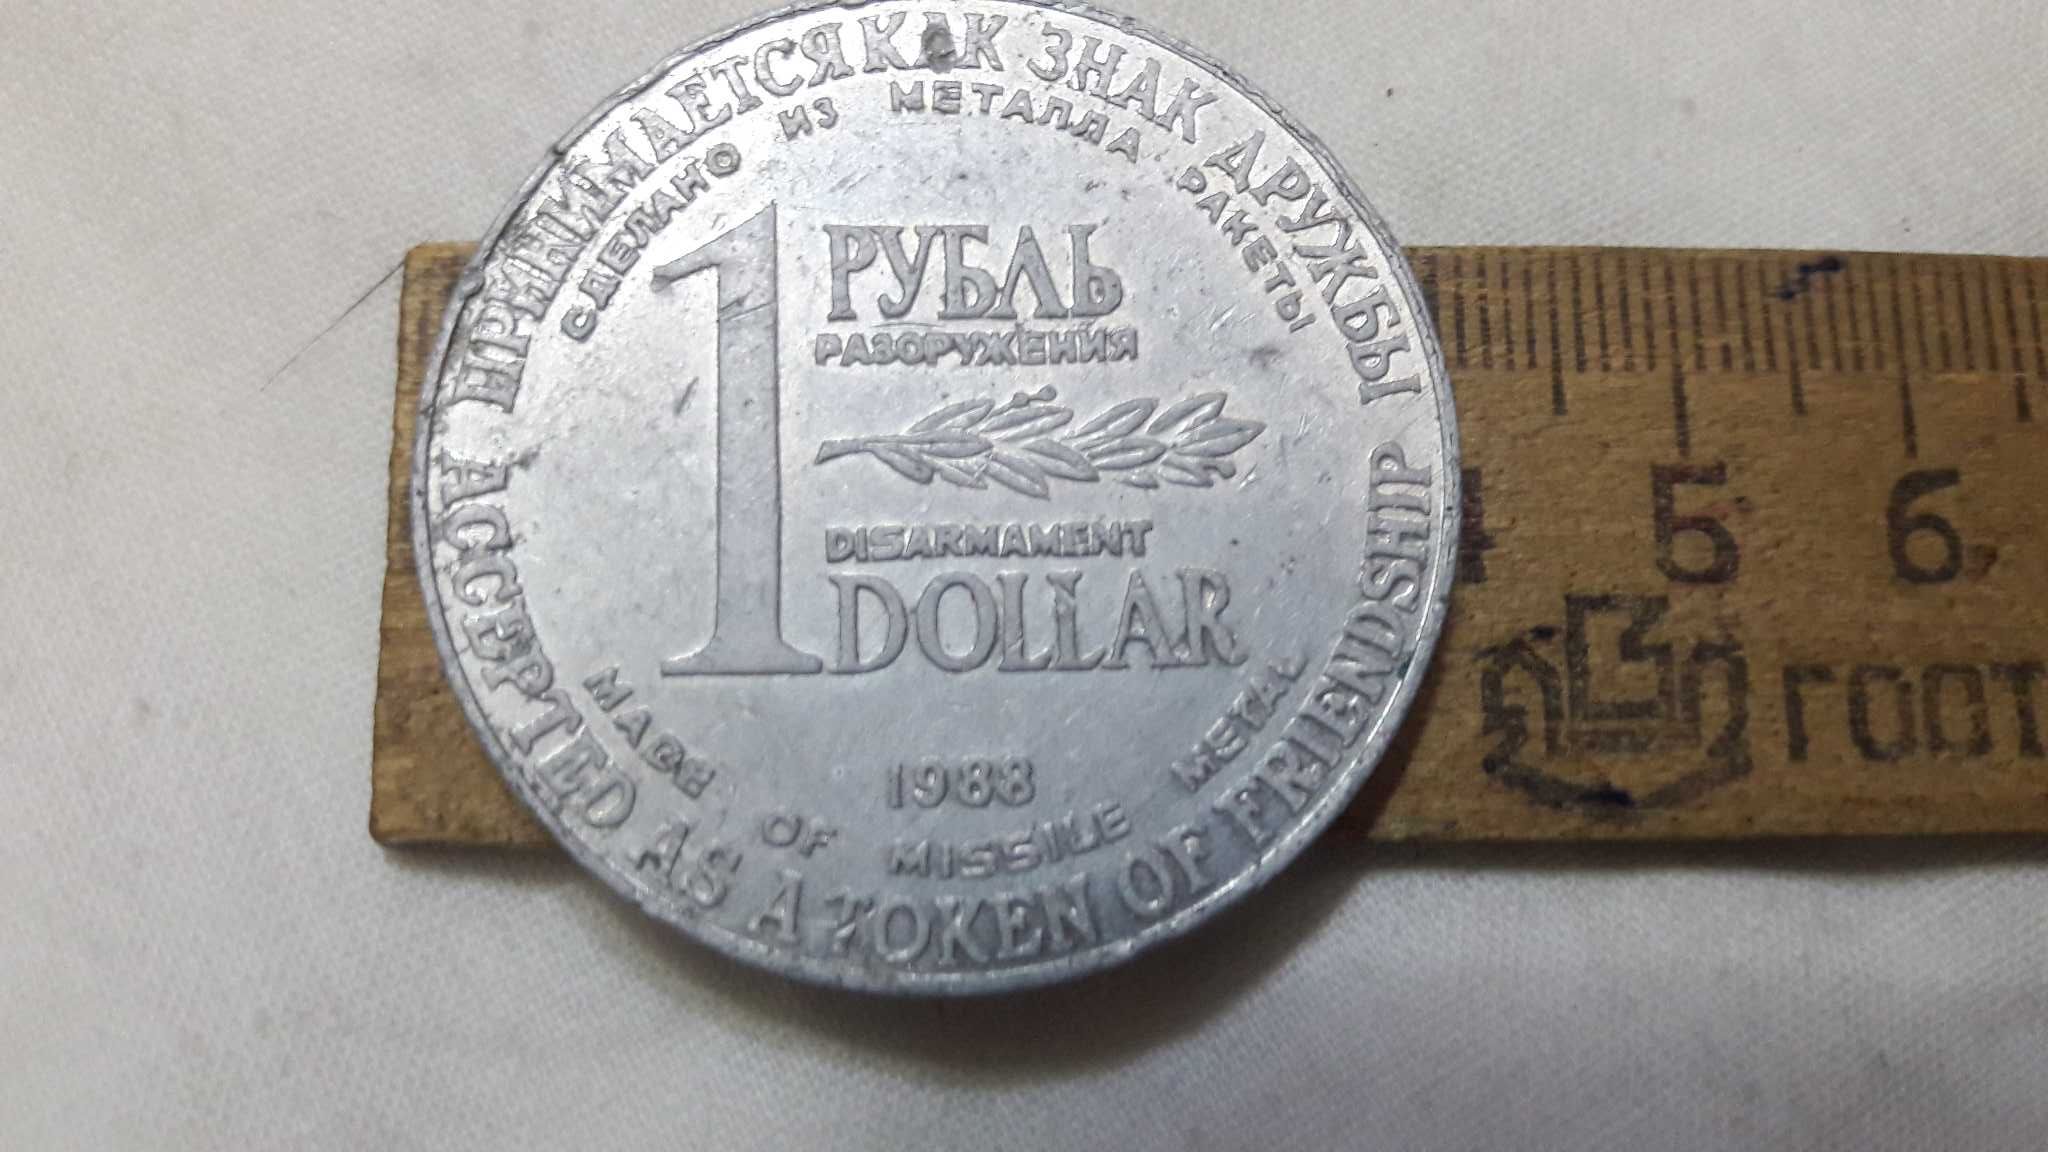 ПРИНИМАЕТСЯ КАК ЗНАК ДРУЖБЫ
СДЕЛАНО ИЗ МЕТАЛЛА РАКЕТЫ
1 РУБЛЬ
РАЗОРУЖЕНИЯ
DISARMAMENT
DOLLAR
1988
MADE OF MISSILE METAL
ACCEPTED AS A TOKEN OF FRIENDSHIP
4 5 6
ГОСТ